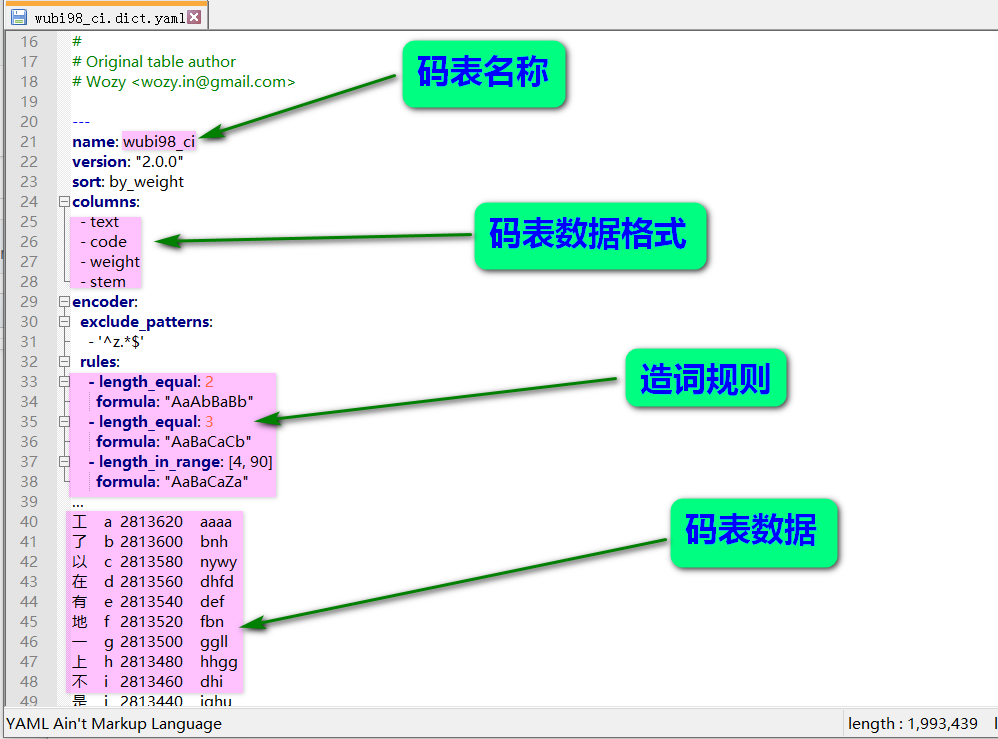 wubi98_ci.dict.yaml
16 #
17 # Original table author
18 # Wozy <wozy.in@gmail.com>
19
20 ---
21 name: wubi98_ci
22 version: "2.0.0"
23 sort: by_weight
24 columns:
25 - text
26 - code
27 - weight
28 - stem
29 encoder:
30 exclude_patterns:
31 - '^z.*$'
32 rules:
33 - length_equal: 2
34 formula: "AaAbBaBb"
35 - length_equal: 3
36 formula: "AaBaCaCb"
37 - length_in_range: [4, 90]
38 formula: "AaBaCaZa"
39 ...
40 工 a 2813620 aaaa
41 了 b 2813600 bnh
42 以 c 2813580 nywy
43 在 d 2813560 dhfd
44 有 e 2813540 def
45 地 f 2813520 fbn
46 一 g 2813500 ggll
47 上 h 2813480 hhgg
48 不 i 2813460 dhi
49 是 j 2813440 jghu
码表名称
码表数据格式
造词规则
码表数据
YAML Ain't Markup Language
length : 1,993,439